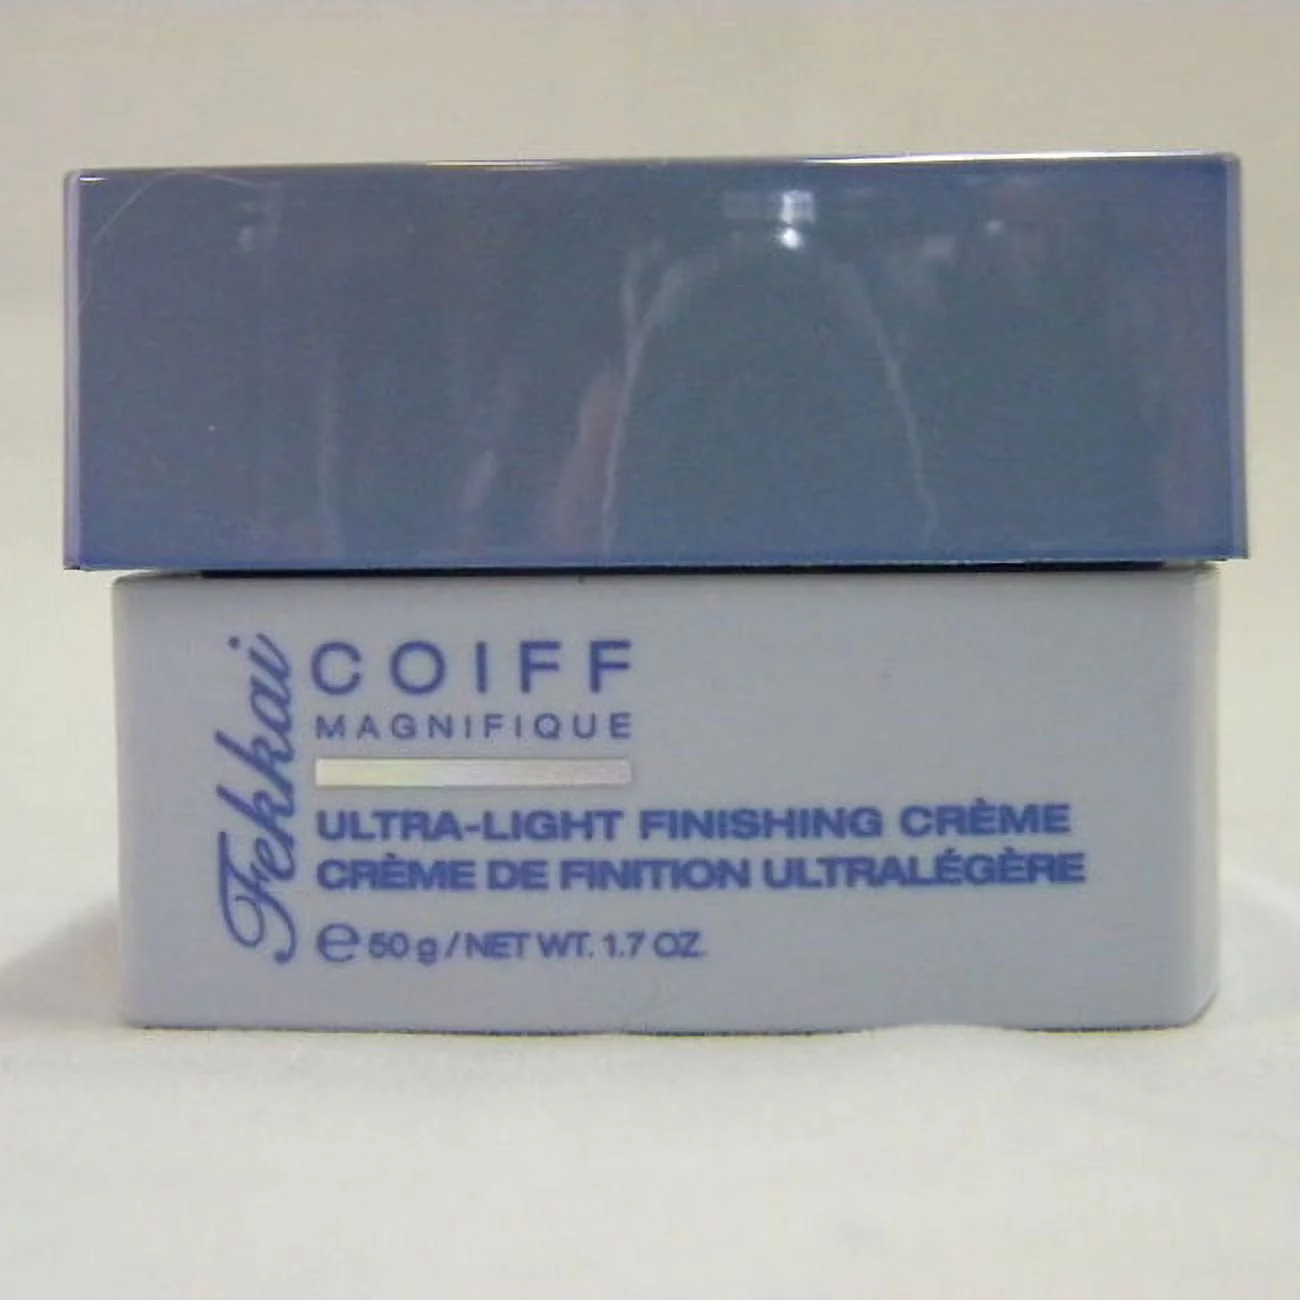 Fekkai
COIFF
MAGNIFIQUE
ULTRA-LIGHT FINISHING CRÈME
CRÈME DE FINITION ULTRALÉGÈRE
℮ 50 g / NET WT. 1.7 OZ.